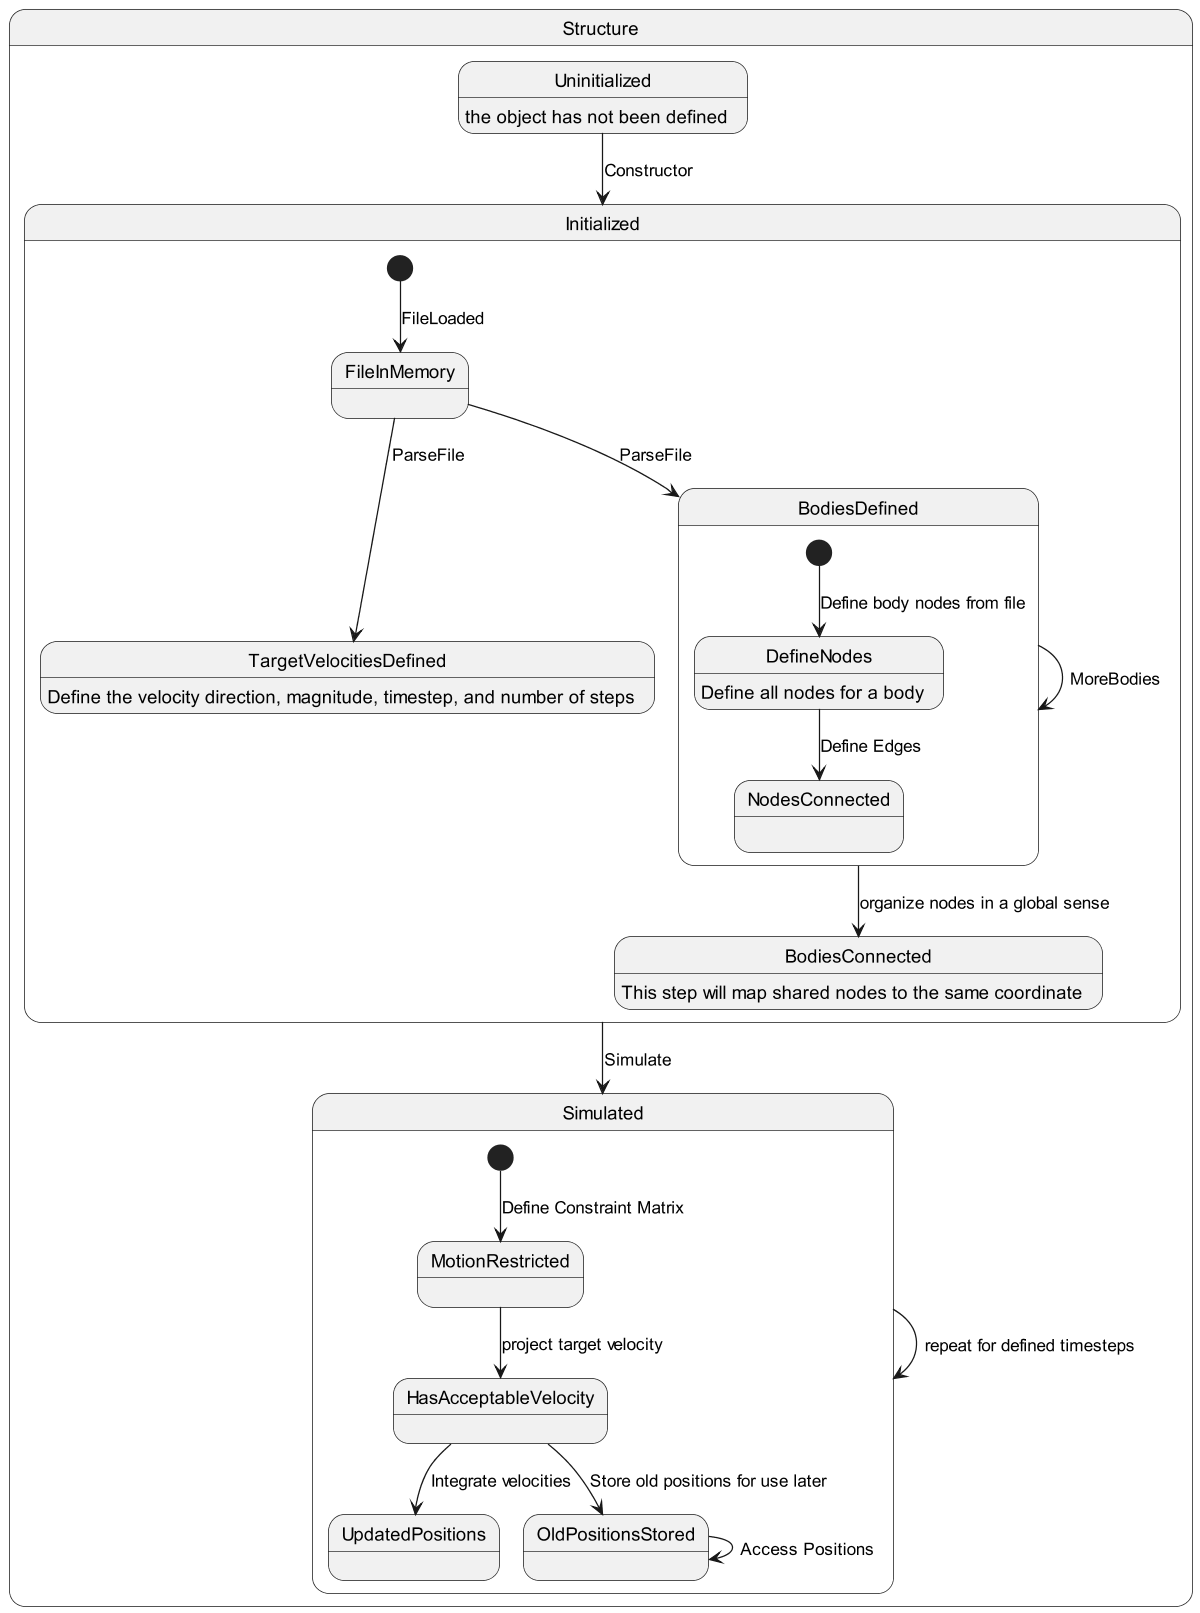 Structure
Uninitialized
the object has not been defined
Constructor
Initialized
FileLoaded
FileInMemory
ParseFile
ParseFile
BodiesDefined
Define body nodes from file
DefineNodes
Define all nodes for a body
MoreBodies
TargetVelocitiesDefined
Define the velocity direction, magnitude, timestep, and number of steps
Define Edges
NodesConnected
organize nodes in a global sense
BodiesConnected
This step will map shared nodes to the same coordinate
Simulate
Simulated
Define Constraint Matrix
MotionRestricted
project target velocity
repeat for defined timesteps
HasAcceptableVelocity
Integrate velocities
Store old positions for use later
UpdatedPositions
OldPositionsStored
Access Positions